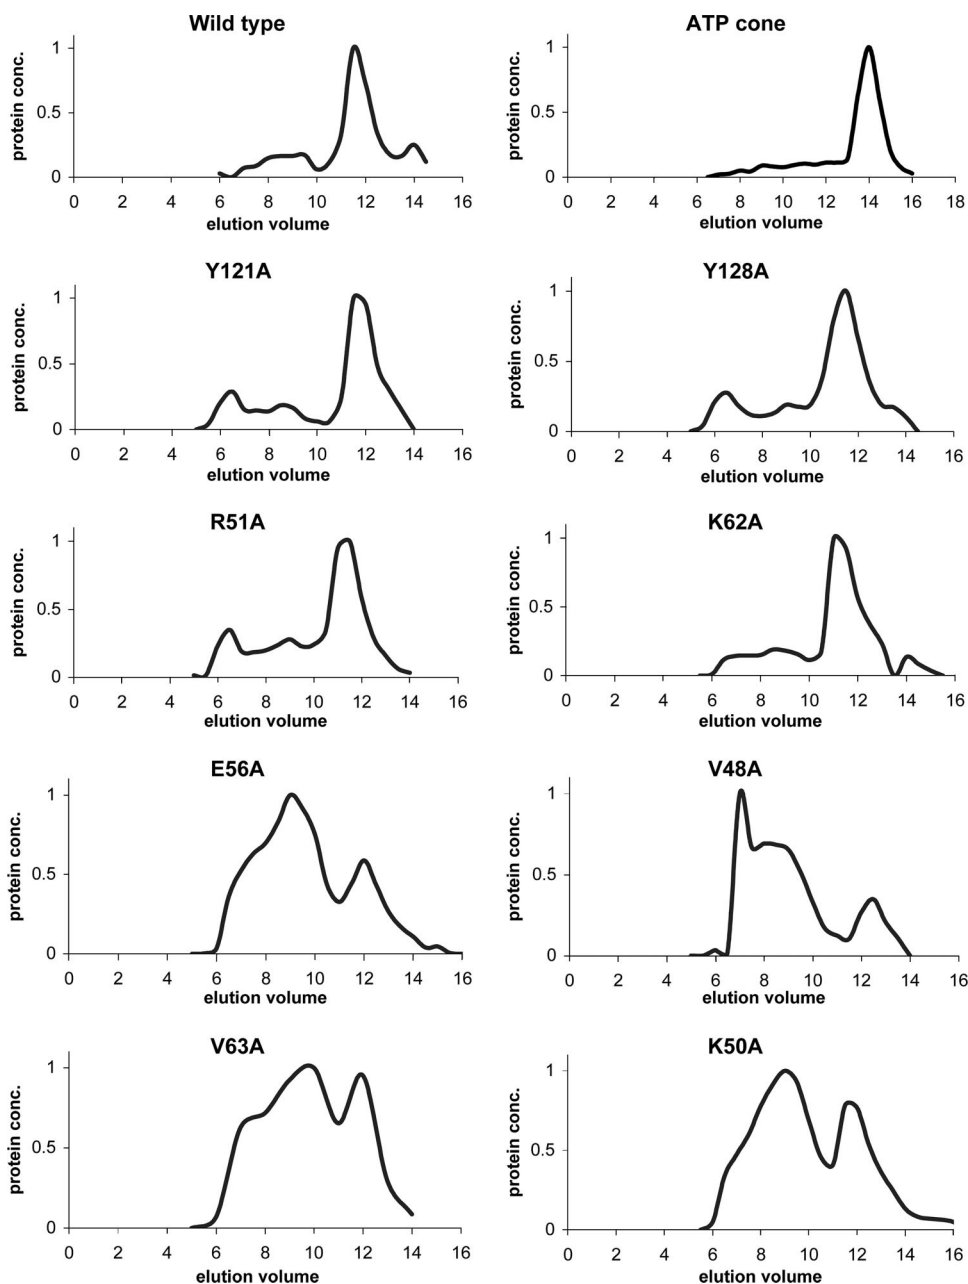 Wild type
protein conc.
1
0.5
0
0 2 4 6 8 10 12 14 16
elution volume
ATP cone
protein conc.
1
0.5
0
0 2 4 6 8 10 12 14 16 18
elution volume
Y121A
protein conc.
1
0.5
0
0 2 4 6 8 10 12 14 16
elution volume
Y128A
protein conc.
1
0.5
0
0 2 4 6 8 10 12 14 16
elution volume
R51A
protein conc.
1
0.5
0
0 2 4 6 8 10 12 14 16
elution volume
K62A
protein conc.
1
0.5
0
0 2 4 6 8 10 12 14 16
elution volume
E56A
protein conc.
1
0.5
0
0 2 4 6 8 10 12 14 16
elution volume
V48A
protein conc.
1
0.5
0
0 2 4 6 8 10 12 14 16
elution volume
V63A
protein conc.
1
0.5
0
0 2 4 6 8 10 12 14 16
elution volume
K50A
protein conc.
1
0.5
0
0 2 4 6 8 10 12 14 16
elution volume